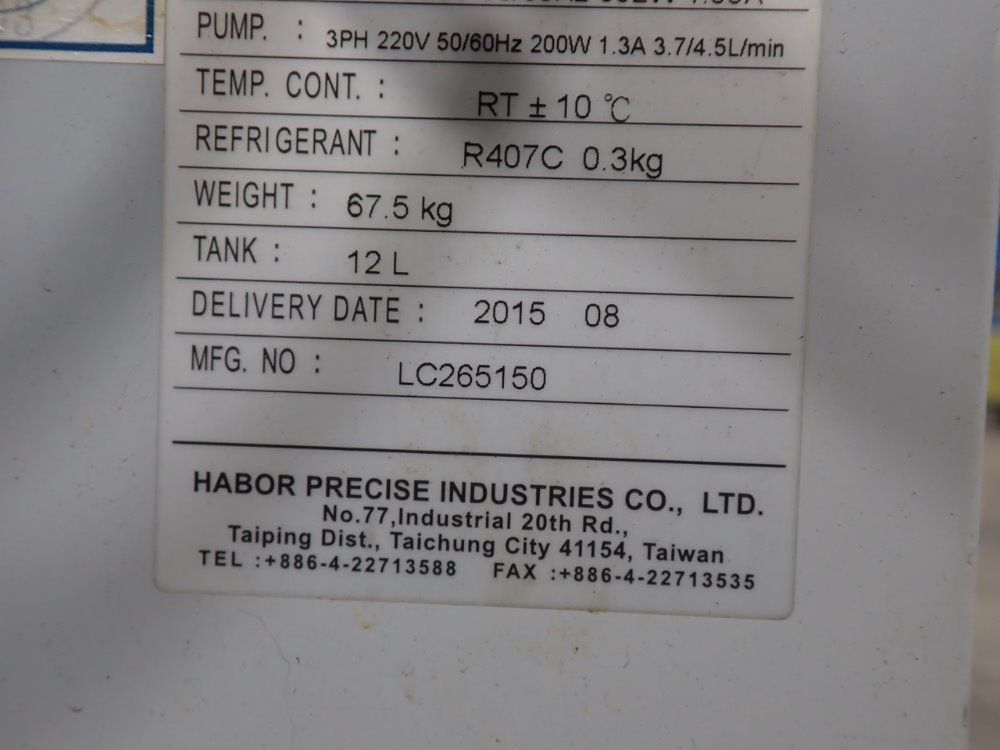 PUMP. : 3PH 220V 50/60Hz 200W 1.3A 3.7/4.5L/min
TEMP. CONT. : RT ± 10 ℃
REFRIGERANT : R407C 0.3kg
WEIGHT : 67.5 kg
TANK : 12 L
DELIVERY DATE : 2015 08
MFG. NO : LC265150
HABOR PRECISE INDUSTRIES CO., LTD.
No.77,Industrial 20th Rd.,
Taiping Dist., Taichung City 41154, Taiwan
TEL :+886-4-22713588 FAX :+886-4-22713535